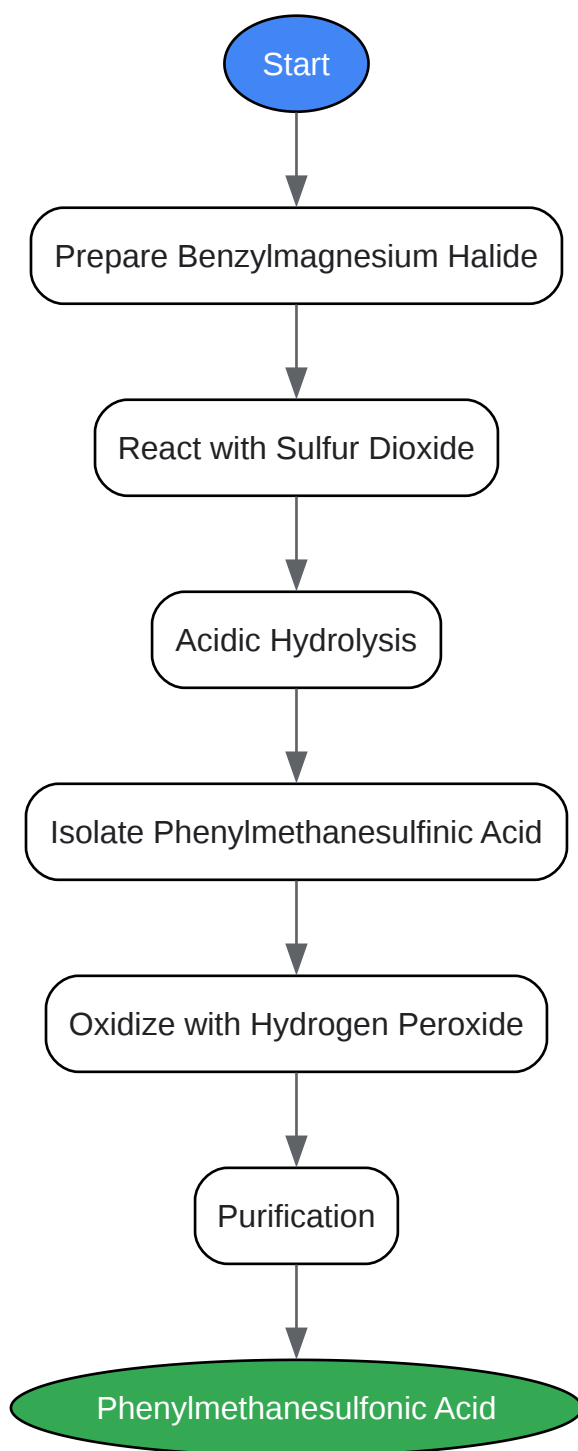 Start
Prepare Benzylmagnesium Halide
React with Sulfur Dioxide
Acidic Hydrolysis
Isolate Phenylmethanesulfinic Acid
Oxidize with Hydrogen Peroxide
Purification
Phenylmethanesulfonic Acid